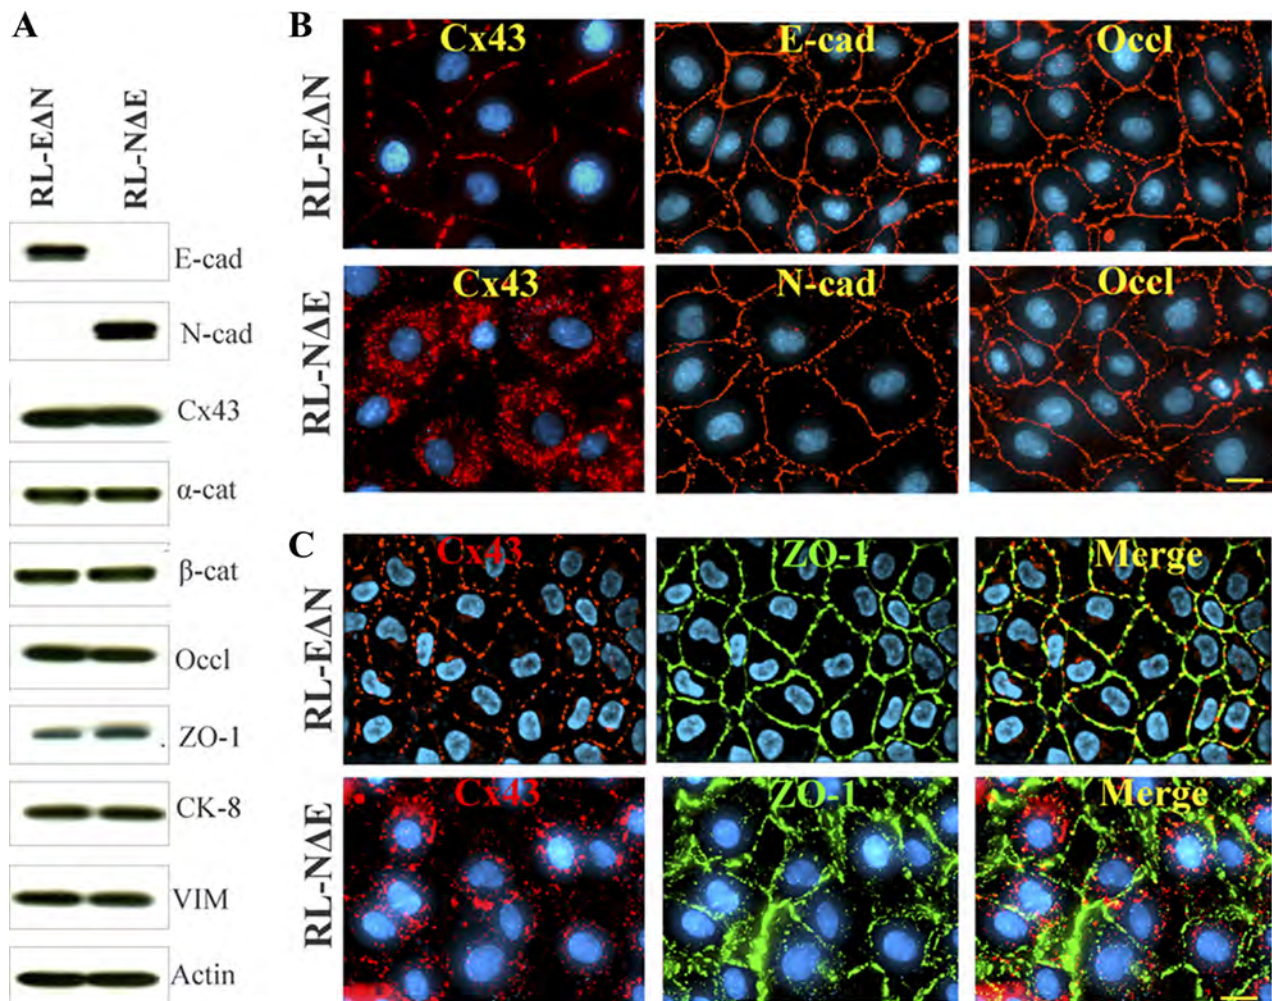 A
RL-EΔN
RL-NΔE
E-cad
N-cad
Cx43
α-cat
β-cat
Occl
ZO-1
CK-8
VIM
Actin
B
RL-EΔN
Cx43
E-cad
Occl
RL-NΔE
Cx43
N-cad
Occl
C
RL-EΔN
Cx43
ZO-1
Merge
RL-NΔE
Cx43
ZO-1
Merge